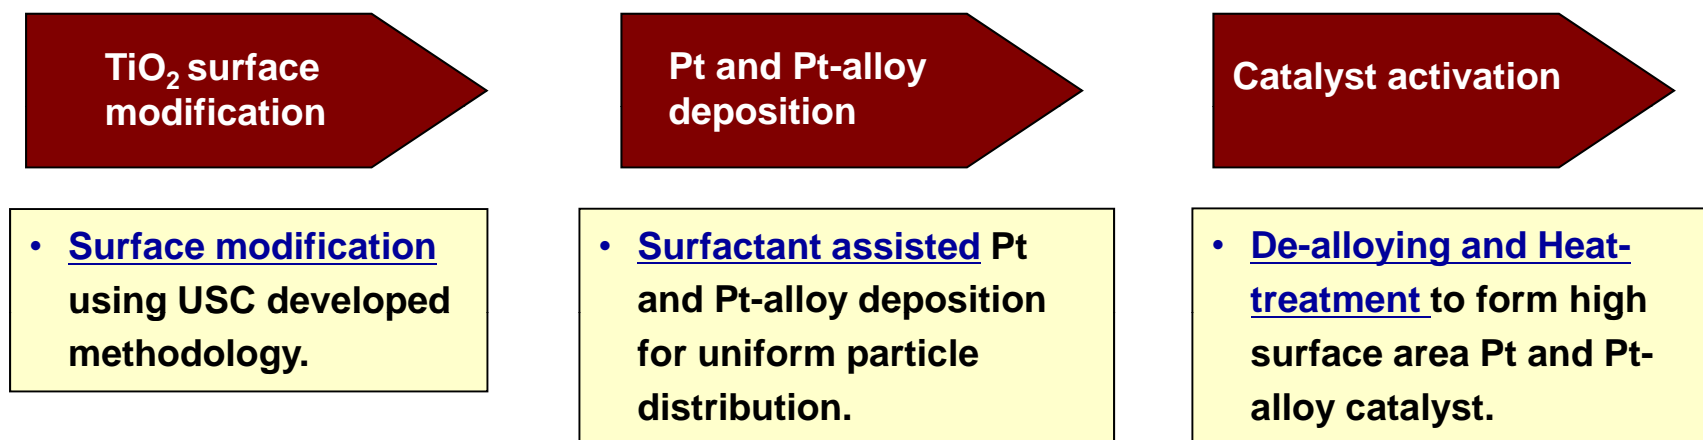 TiO₂ surface
modification
Pt and Pt-alloy
deposition
Catalyst activation
• Surface modification
using USC developed
methodology.
• Surfactant assisted Pt
and Pt-alloy deposition
for uniform particle
distribution.
• De-alloying and Heat-
treatment to form high
surface area Pt and Pt-
alloy catalyst.